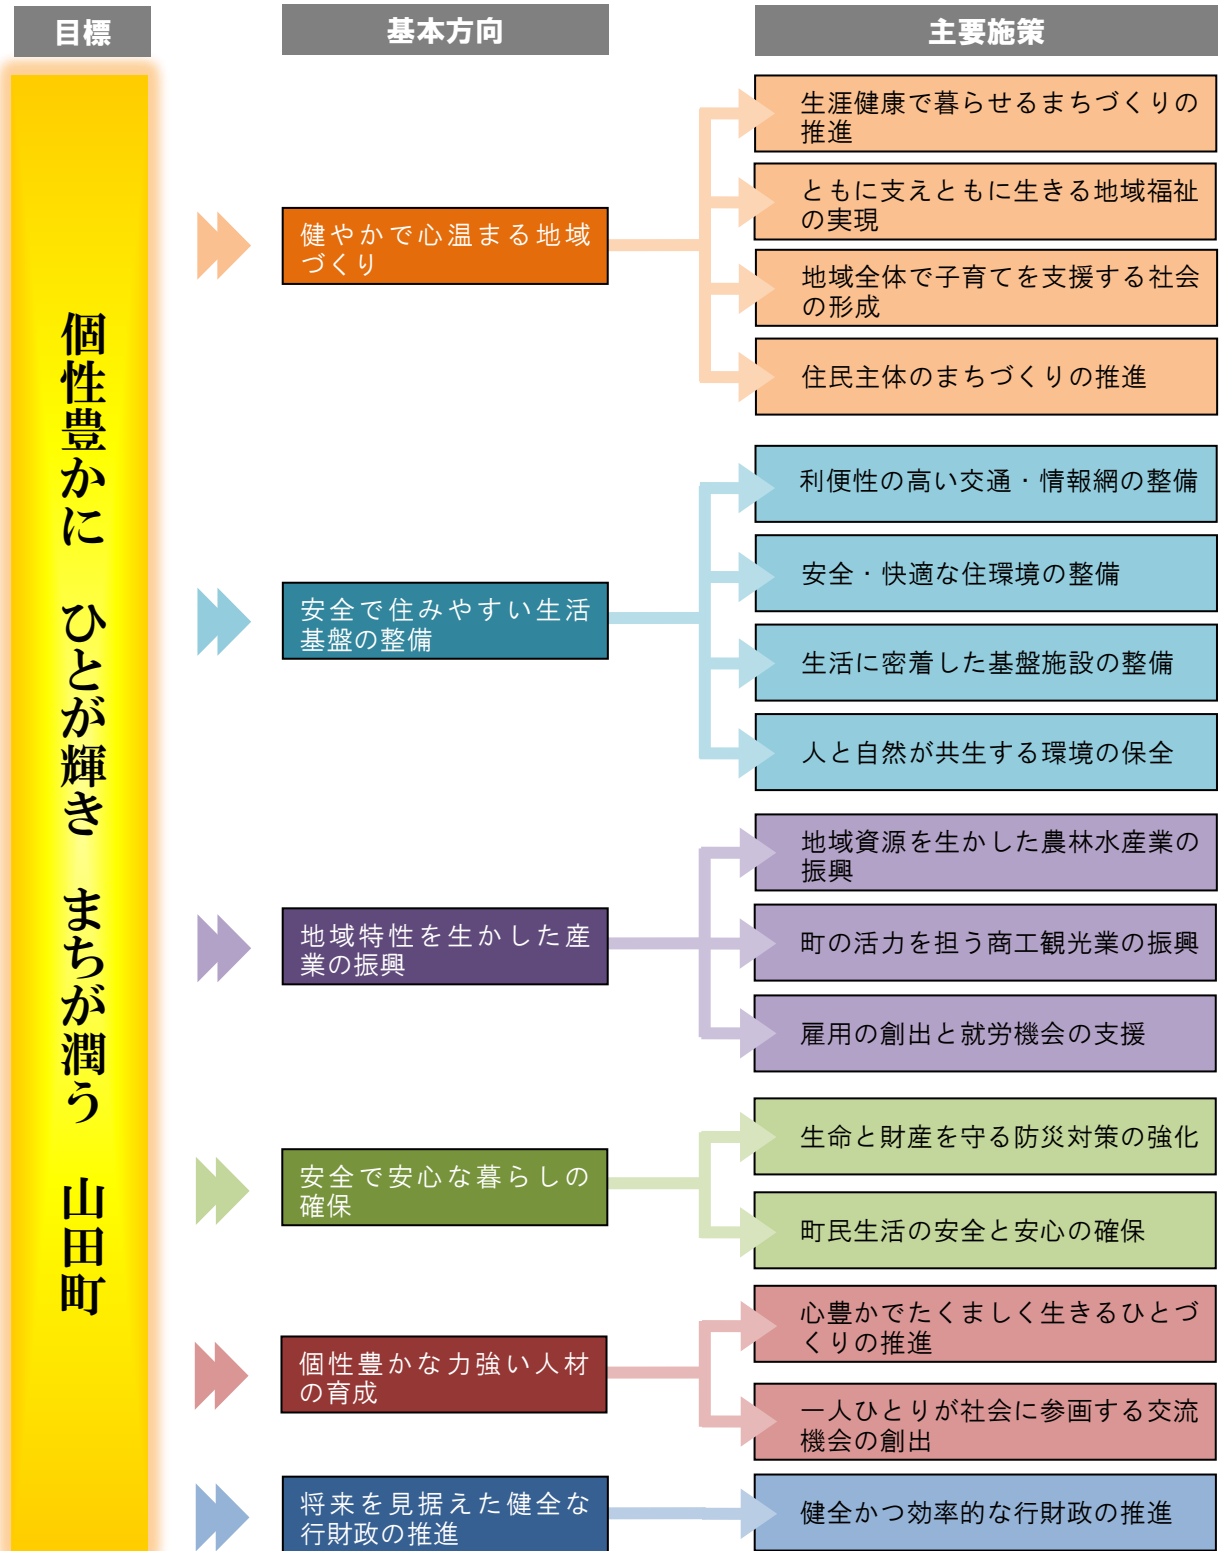 目標
基本方向
主要施策
個性豊かに　ひとが輝き　まちが潤う　山田町
健やかで心温まる地域
づくり
生涯健康で暮らせるまちづくりの
推進
ともに支えともに生きる地域福祉
の実現
地域全体で子育てを支援する社会
の形成
住民主体のまちづくりの推進
安全で住みやすい生活
基盤の整備
利便性の高い交通・情報網の整備
安全・快適な住環境の整備
生活に密着した基盤施設の整備
人と自然が共生する環境の保全
地域特性を生かした産
業の振興
地域資源を生かした農林水産業の
振興
町の活力を担う商工観光業の振興
雇用の創出と就労機会の支援
安全で安心な暮らしの
確保
生命と財産を守る防災対策の強化
町民生活の安全と安心の確保
個性豊かな力強い人材
の育成
心豊かでたくましく生きるひとづ
くりの推進
一人ひとりが社会に参画する交流
機会の創出
将来を見据えた健全な
行財政の推進
健全かつ効率的な行財政の推進